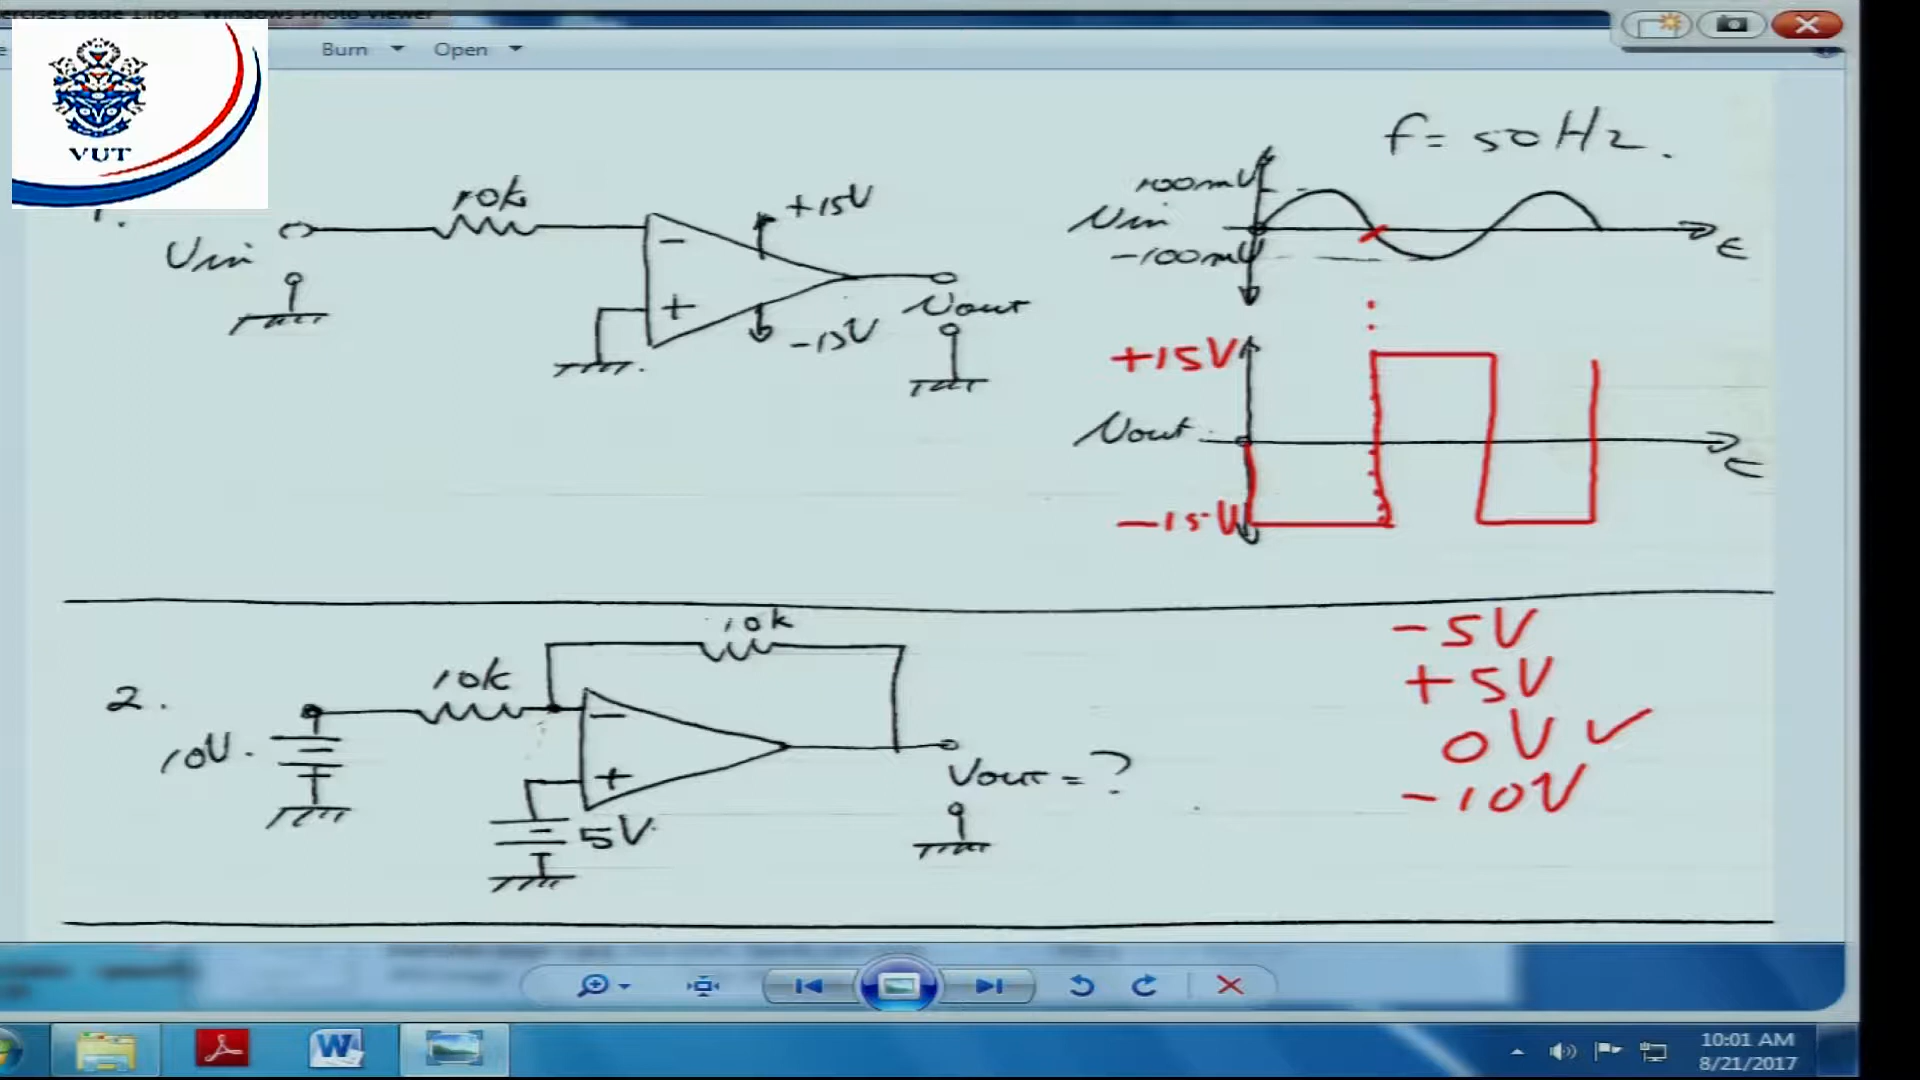 Burn
Open
VUT
f = 50Hz.
1.
10k
+15V
Vin
-15V
Vout
100mV
Vin
-100mV
t
+15V
Vout
t
-15V
2.
10k
10k
10V
Vout = ?
5V
-5V
+5V
0V ✓
-10V
10:01 AM
8/21/2017